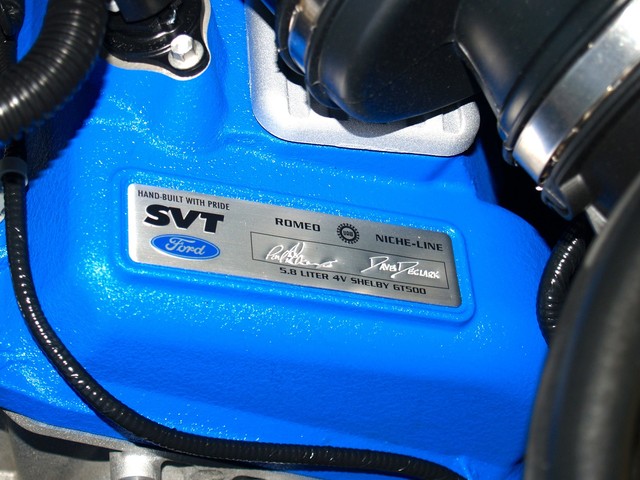 HAND-BUILT WITH PRIDE
SVT
Ford
ROMEO NICHE-LINE
5.8 LITER 4V SHELBY GT500